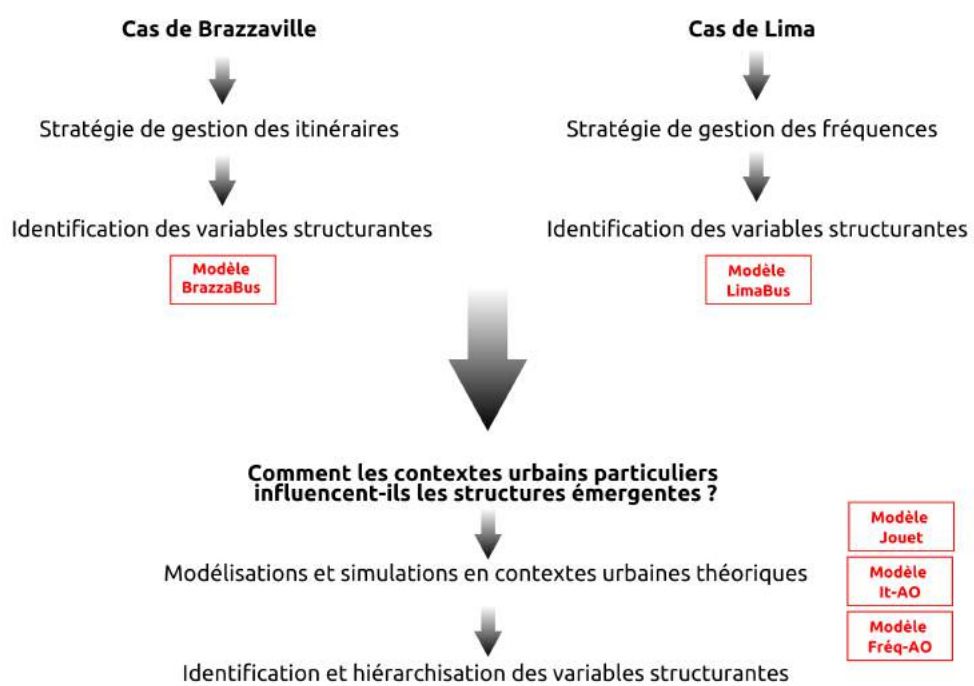 Cas de Brazzaville
Stratégie de gestion des itinéraires
Identification des variables structurantes
Modèle
BrazzaBus
Cas de Lima
Stratégie de gestion des fréquences
Identification des variables structurantes
Modèle
LimaBus
Comment les contextes urbains particuliers
influencent-ils les structures émergentes ?
Modélisations et simulations en contextes urbaines théoriques
Modèle
Jouet
Modèle
It-AO
Modèle
Fréq-AO
Identification et hiérarchisation des variables structurantes